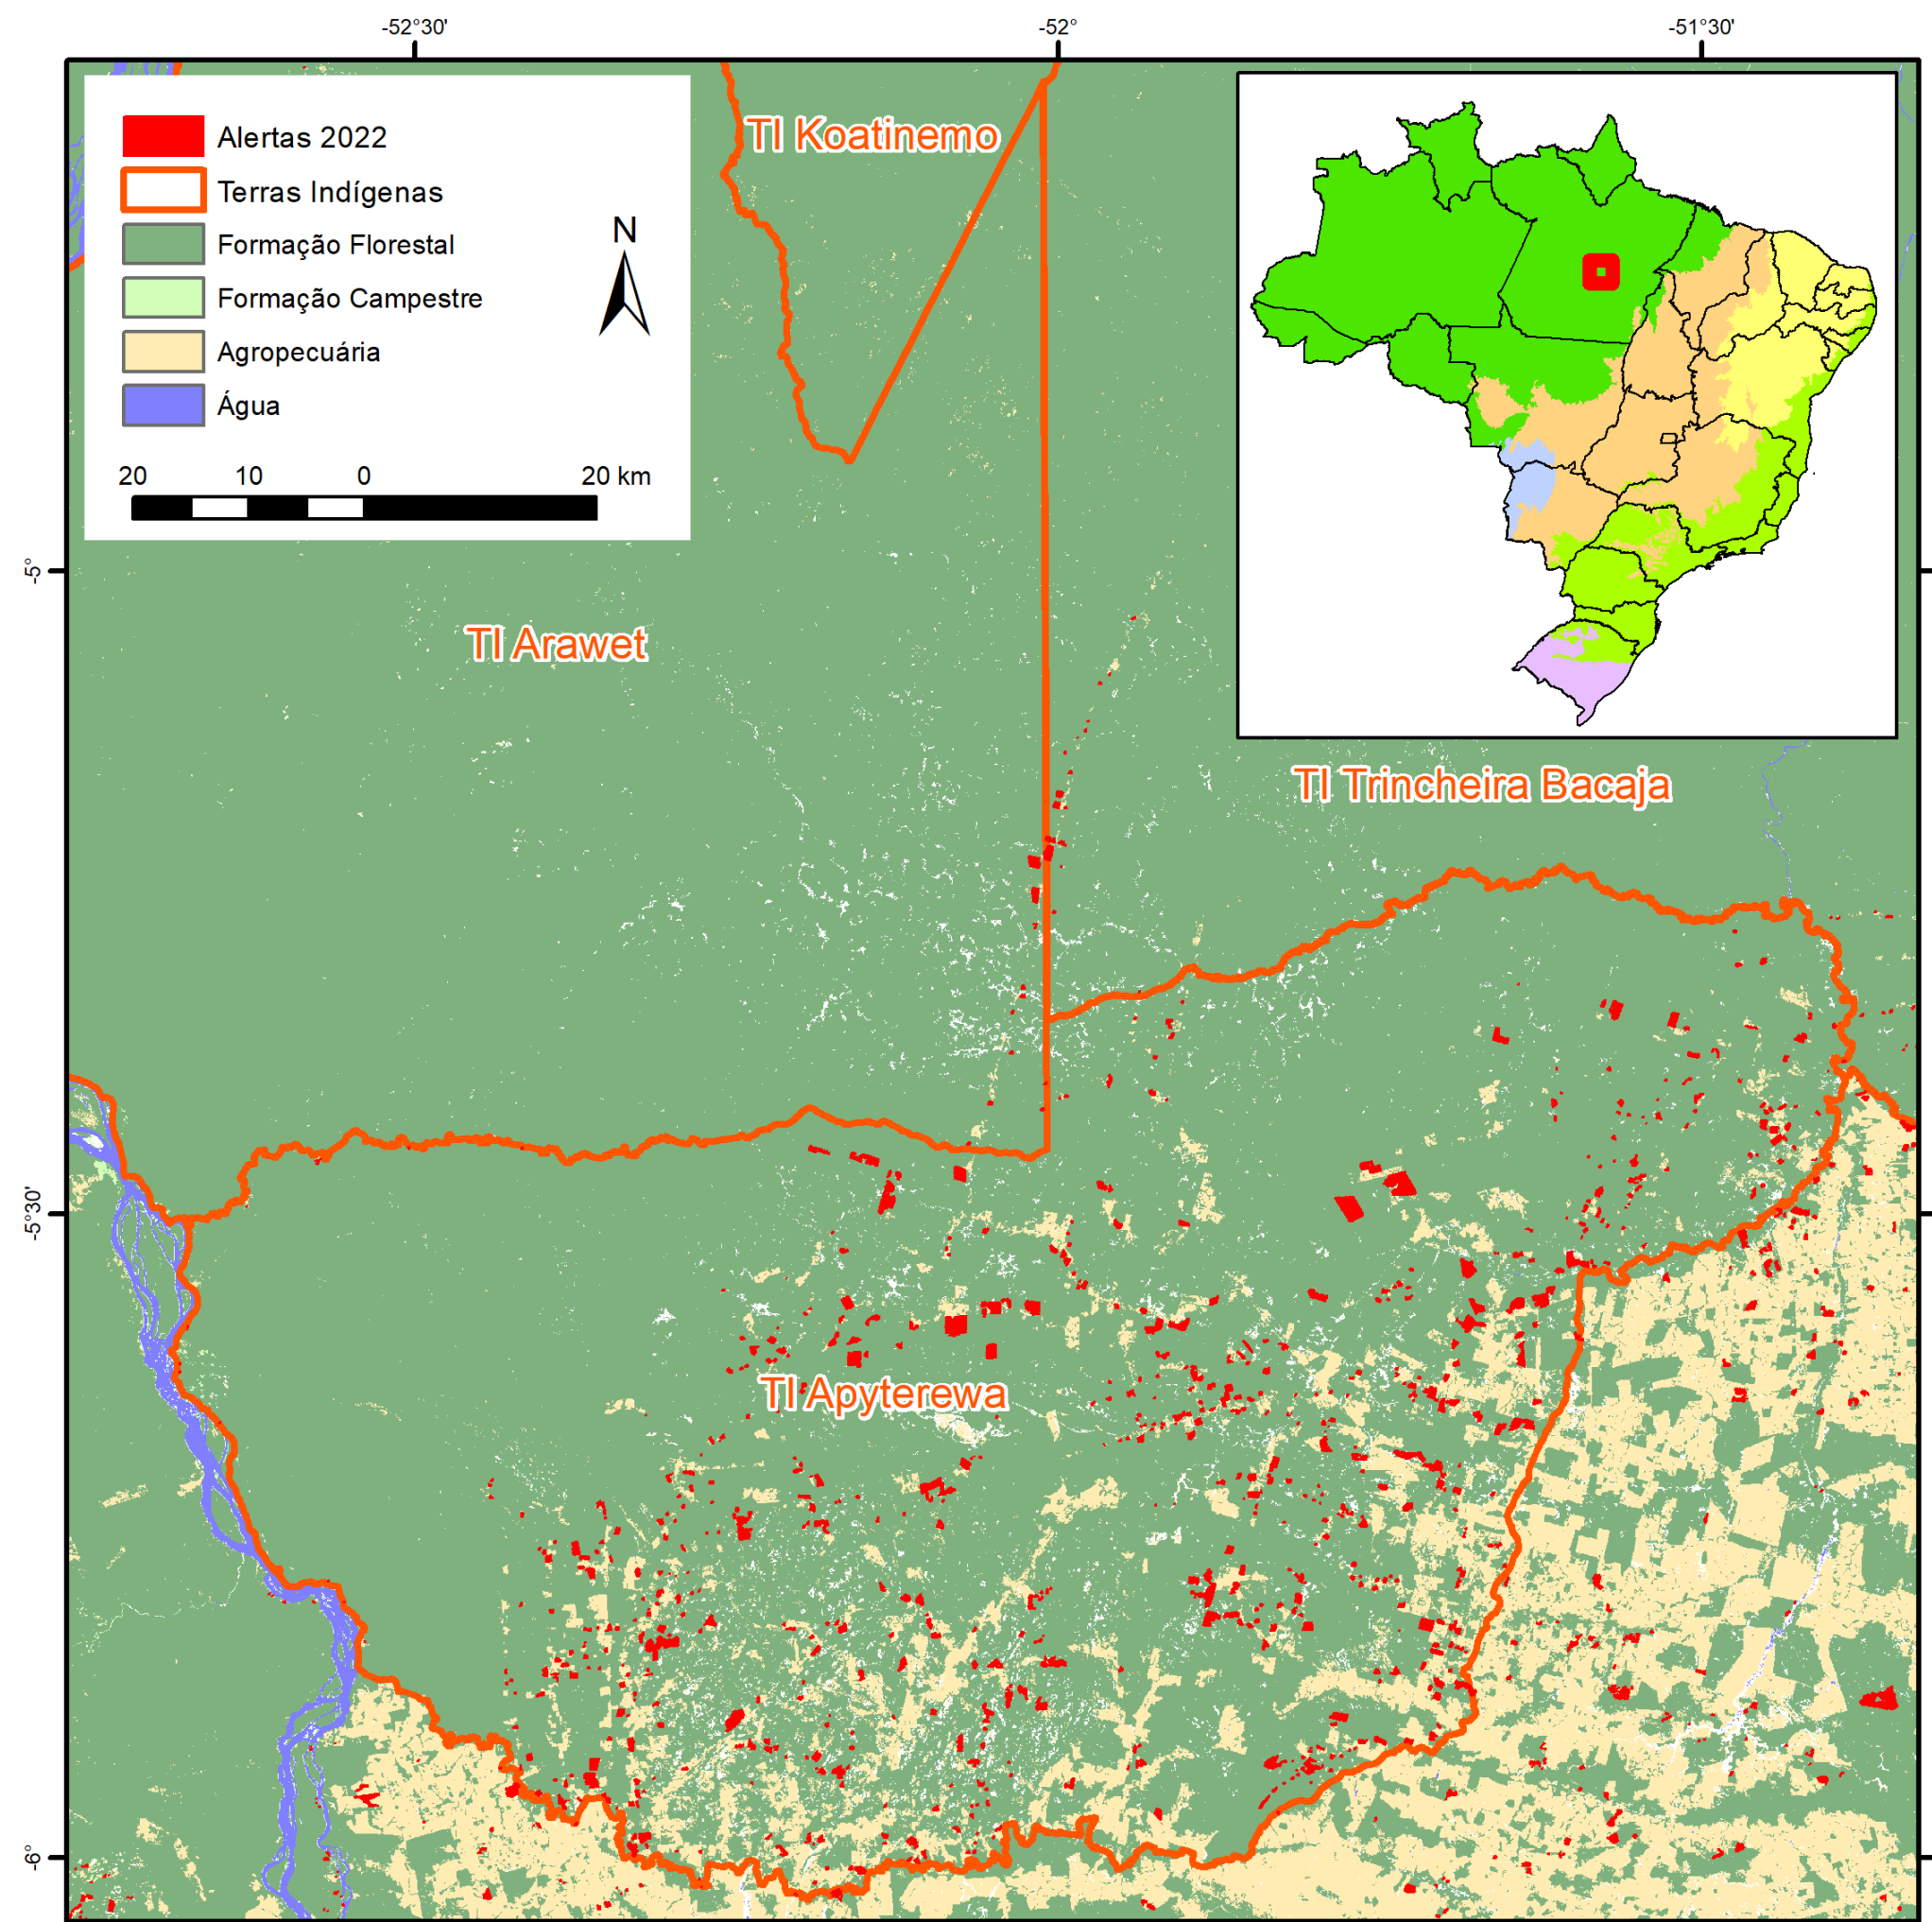 -52°30'
-52°
-51°30'
Alertas 2022
Terras Indígenas
Formação Florestal
Formação Campestre
Agropecuária
Água
N
20 10 0 20 km
TI Koatinemo
-5°
TI Arawet
TI Trincheira Bacaja
-5°30'
TI Apyterewa
-6°